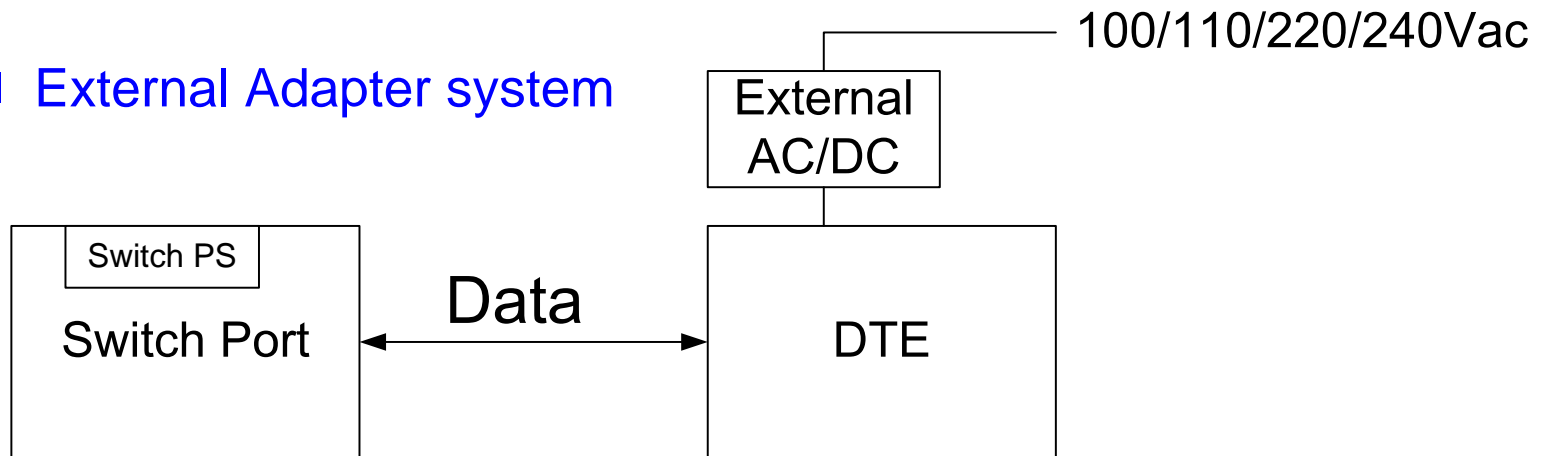 100/110/220/240Vac
External Adapter system
External
AC/DC
Switch PS
Data
Switch Port
DTE